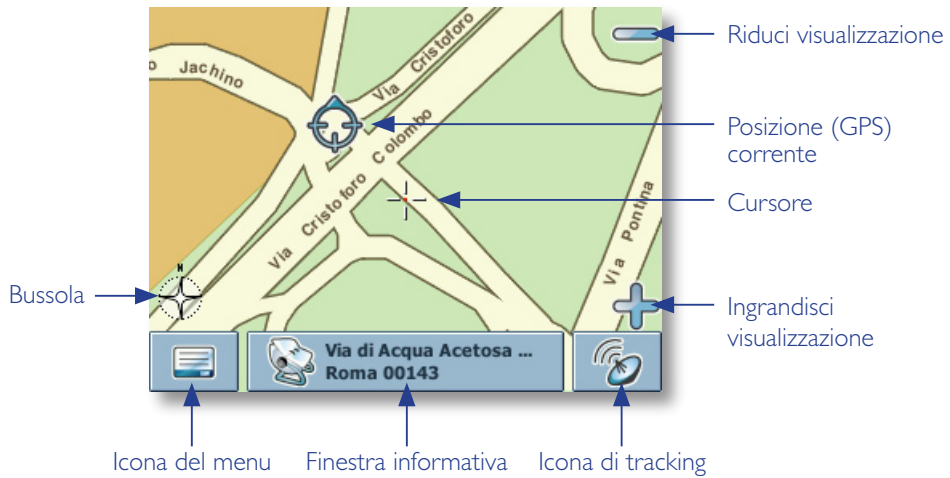 Riduci visualizzazione
Via Cristoforo
o Jachino
Posizione (GPS)
corrente
Via Cristoforo Colombo
Cursore
Via Pontina
N
Bussola
Ingrandisci
visualizzazione
Via di Acqua Acetosa ...
Roma 00143
Icona del menu
Finestra informativa
Icona di tracking